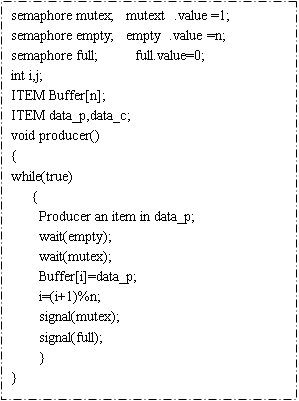 semaphore mutex, mutext .value =1;
semaphore empty, empty .value =n;
semaphore full; full.value=0;
int i,j;
ITEM Buffer[n];
ITEM data_p,data_c;
void producer()
{
while(true)
{
Producer an item in data_p;
wait(empty);
wait(mutex);
Buffer[i]=data_p;
i=(i+1)%n;
signal(mutex);
signal(full);
}
}